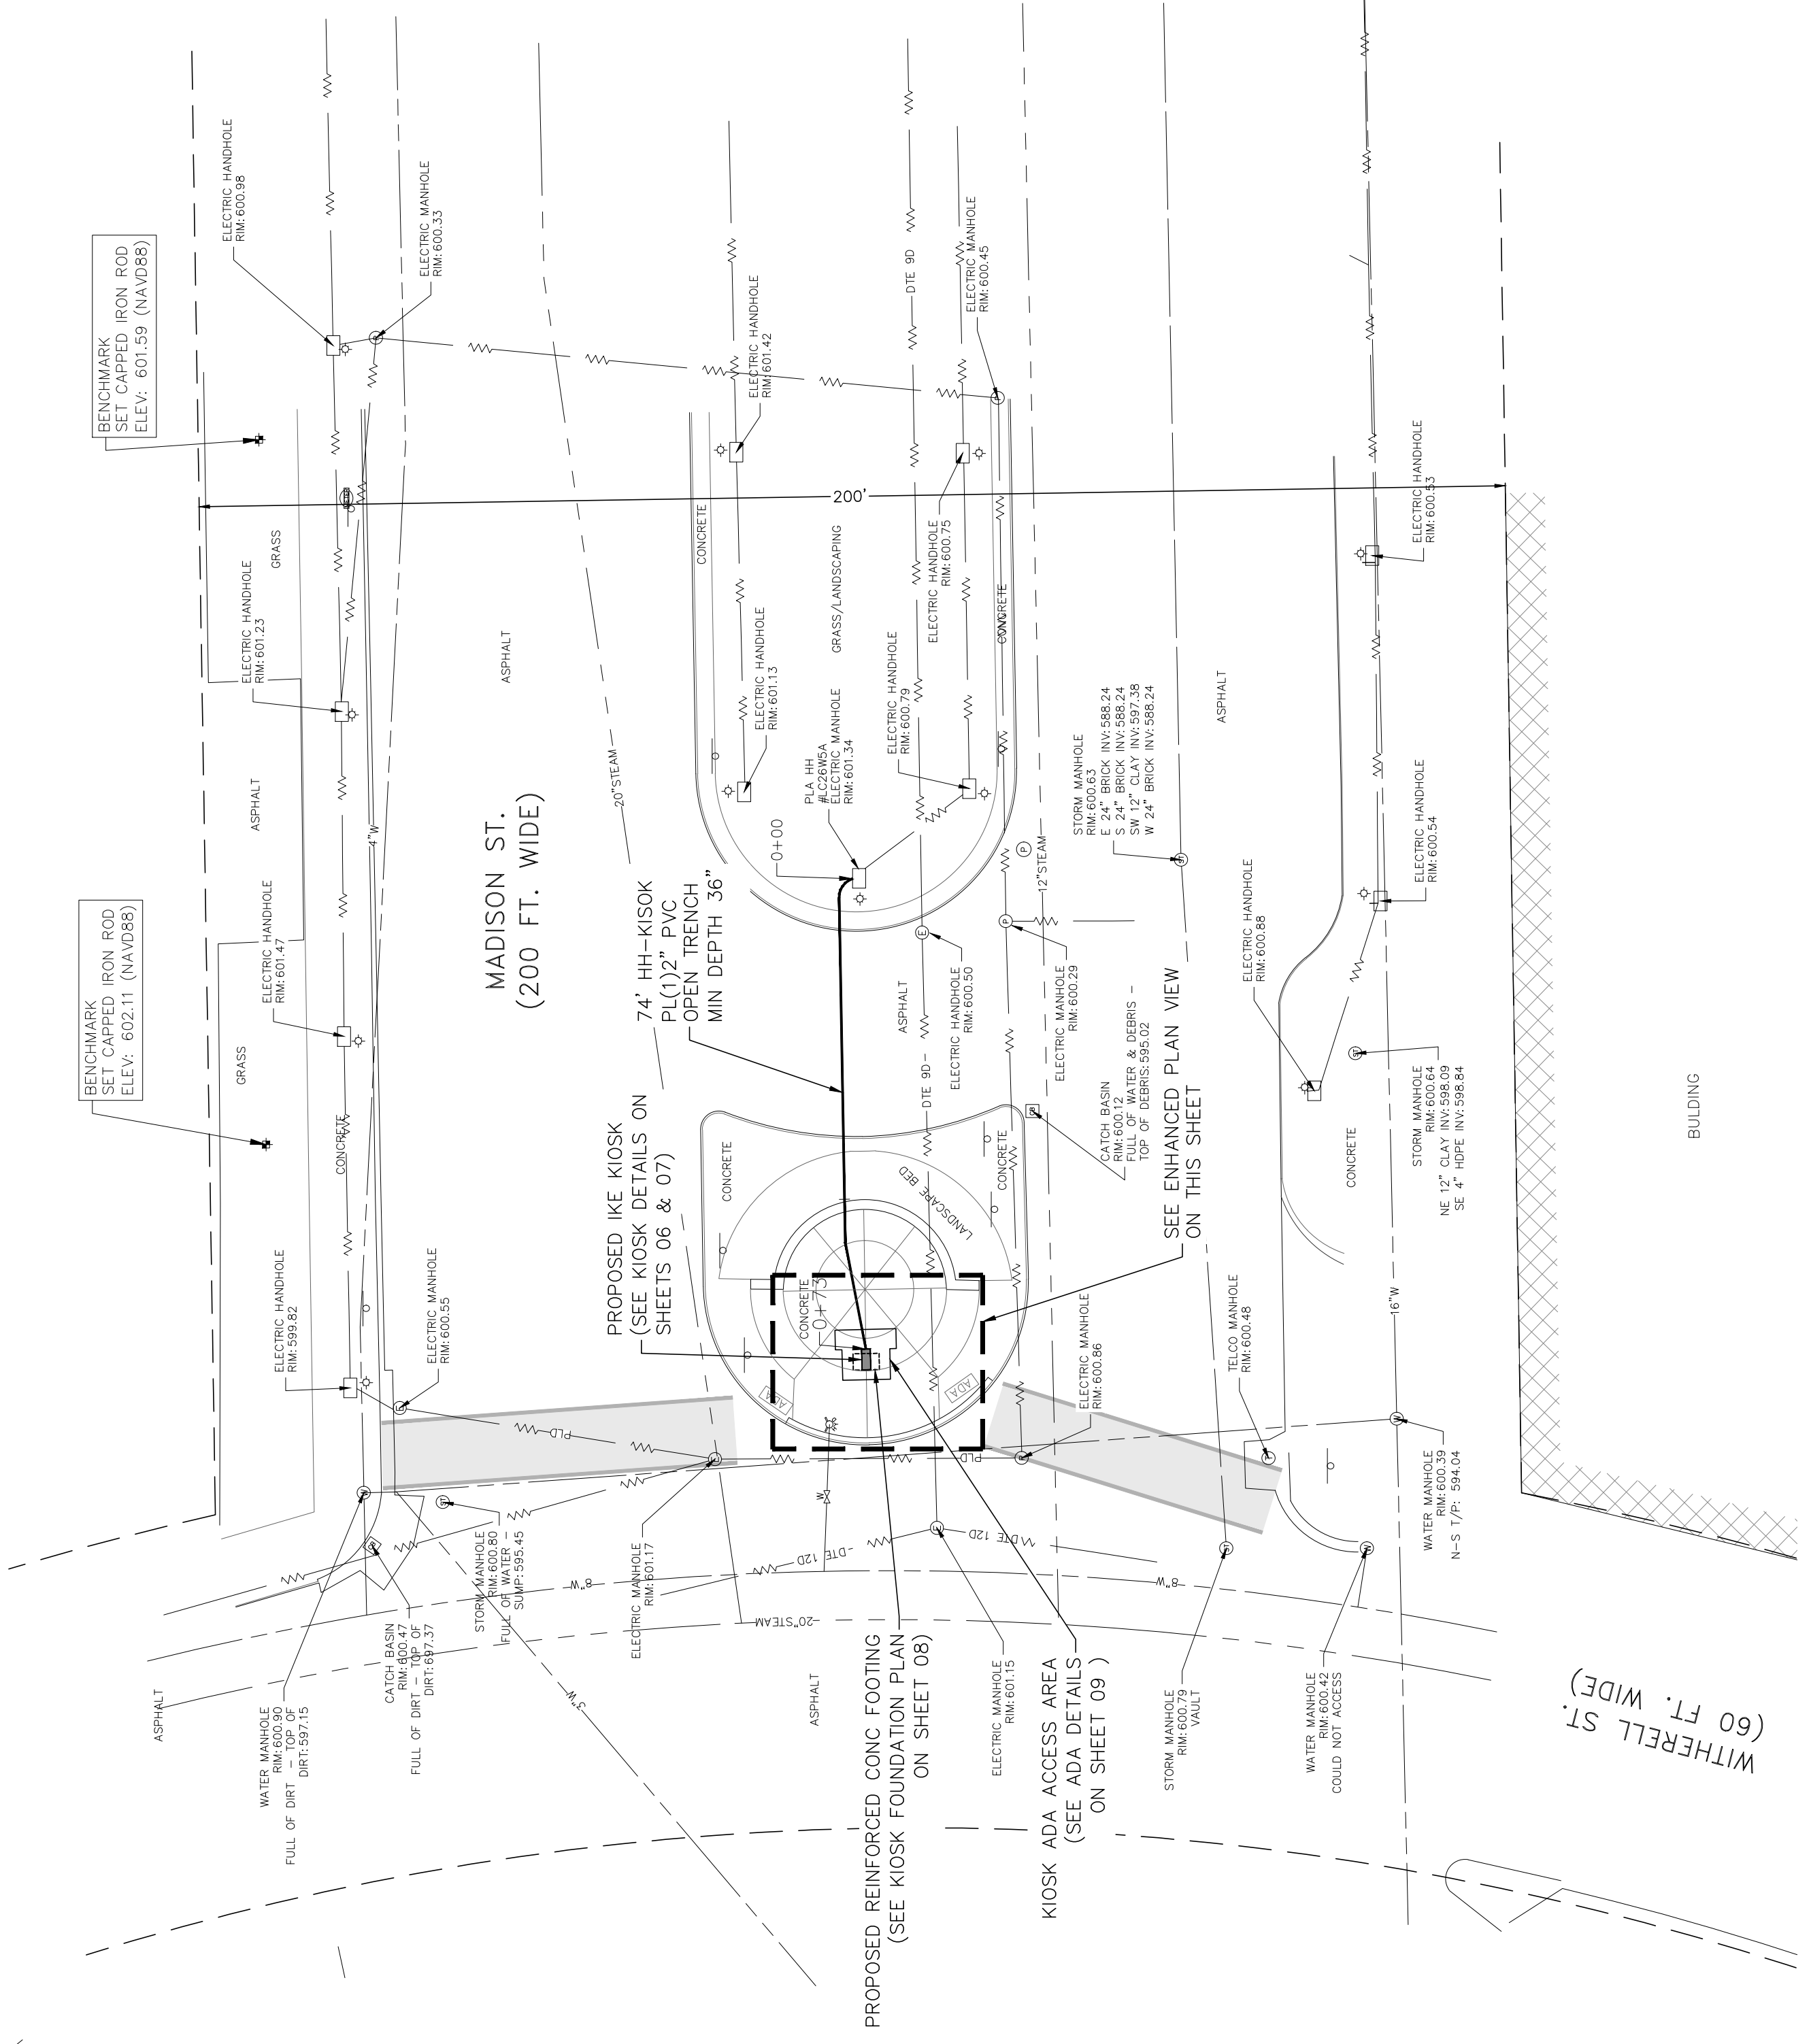 BENCHMARK
SET CAPPED IRON ROD
ELEV: 602.11 (NAVD88)
BENCHMARK
SET CAPPED IRON ROD
ELEV: 601.59 (NAVD88)
ELECTRIC HANDHOLE
RIM:599.82
ELECTRIC HANDHOLE
RIM:601.47
ELECTRIC HANDHOLE
RIM:601.23
ELECTRIC HANDHOLE
RIM:600.98
ELECTRIC MANHOLE
RIM:600.33
ELECTRIC MANHOLE
RIM:600.55
GRASS
GRASS
ASPHALT
CONCRETE
4"W
MADISON ST.
(200 FT. WIDE)
ASPHALT
20"STEAM
200'
74' HH-KISOK
PL(1)2" PVC
OPEN TRENCH
MIN DEPTH 36"
PROPOSED IKE KIOSK
(SEE KIOSK DETAILS ON
SHEETS 06 & 07)
CONCRETE
CONCRETE
ELECTRIC HANDHOLE
RIM:601.42
ELECTRIC HANDHOLE
RIM:601.13
0+00
PLA HH
#LC26W5A
ELECTRIC MANHOLE
RIM:601.34
GRASS/LANDSCAPING
ELECTRIC HANDHOLE
RIM:600.79
ELECTRIC HANDHOLE
RIM:600.75
ELECTRIC MANHOLE
RIM:600.45
DTE 9D
CONCRETE
CONCRETE
0+73
LANDSCAPE BED
CONCRETE
ADA
ADA
DTE 9D
ASPHALT
ELECTRIC HANDHOLE
RIM:600.50
ELECTRIC MANHOLE
RIM:600.29
P
12"STEAM
CATCH BASIN
RIM:600.12
FULL OF WATER & DEBRIS -
TOP OF DEBRIS:595.02
STORM MANHOLE
RIM:600.63
E 24" BRICK INV:588.24
S 24" BRICK INV:588.24
SW 12" CLAY INV:597.38
W 24" BRICK INV:588.24
SEE ENHANCED PLAN VIEW
ON THIS SHEET
ASPHALT
ELECTRIC HANDHOLE
RIM:600.88
ELECTRIC HANDHOLE
RIM:600.54
ELECTRIC HANDHOLE
RIM:600.53
CONCRETE
STORM MANHOLE
RIM:600.64
NE 12" CLAY INV:598.09
SE 4" HDPE INV:598.84
BULDING
TELCO MANHOLE
RIM:600.48
ELECTRIC MANHOLE
RIM:600.86
16"W
WATER MANHOLE
RIM:600.39
N-S T/P: 594.04
PLD
PLD
DTE 12D
DTE 12D
8"W
8"W
20"STEAM
W
3"W
ASPHALT
WATER MANHOLE
RIM:600.90
FULL OF DIRT - TOP OF
DIRT:597.15
CATCH BASIN
RIM:600.47
FULL OF DIRT - TOP OF
DIRT:697.37
STORM MANHOLE
RIM:600.80
FULL OF WATER -
SUMP:595.45
ELECTRIC MANHOLE
RIM:601.17
ASPHALT
PROPOSED REINFORCED CONC FOOTING
(SEE KIOSK FOUNDATION PLAN
ON SHEET 08)
ELECTRIC MANHOLE
RIM:601.15
KIOSK ADA ACCESS AREA
(SEE ADA DETAILS
ON SHEET 09 )
STORM MANHOLE
RIM:600.79
VAULT
WATER MANHOLE
RIM:600.42
COULD NOT ACCESS
WITHERELL ST.
(60 FT. WIDE)